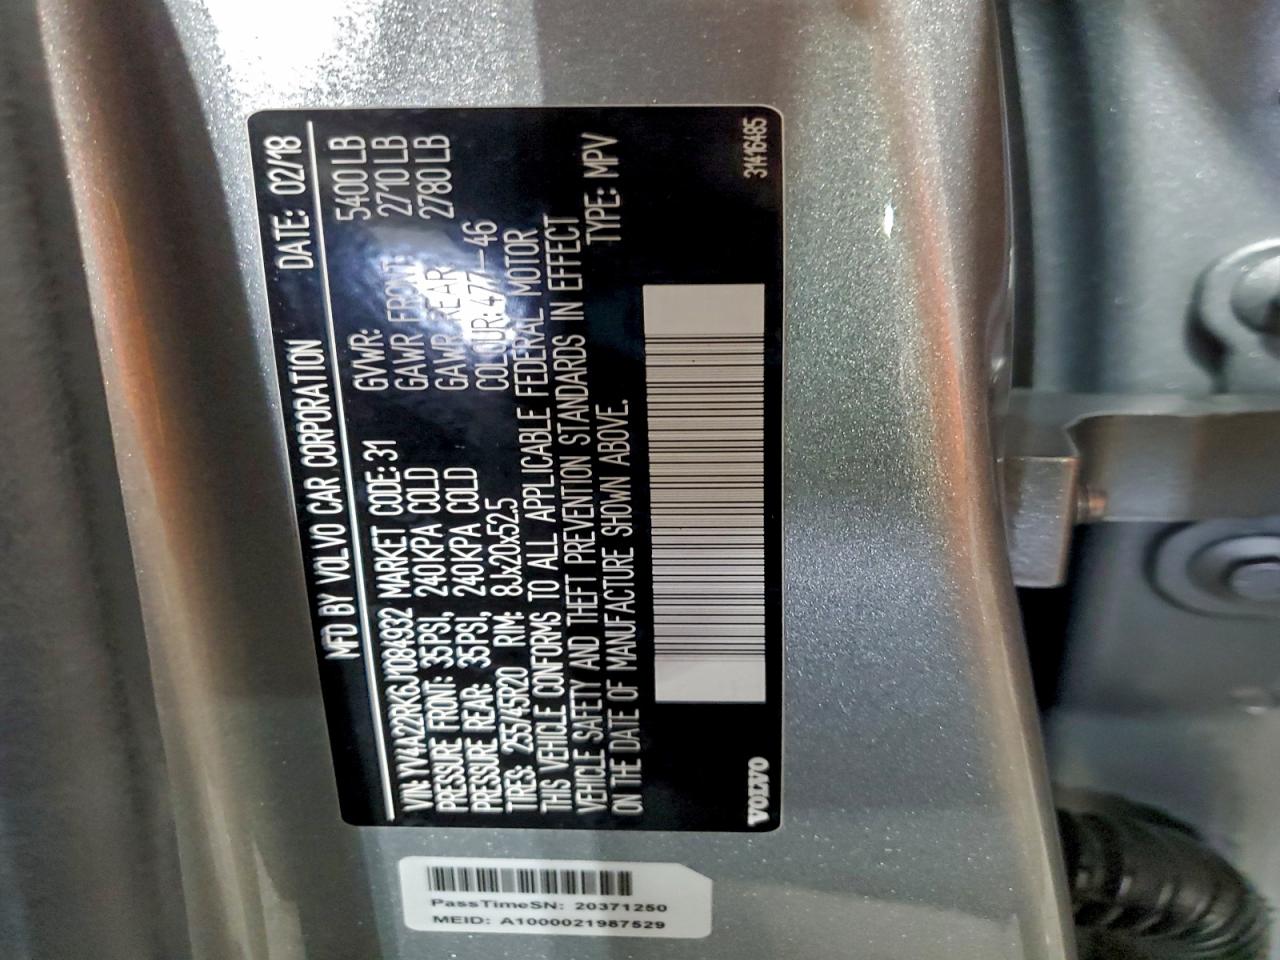 MFD BY VOLVO CAR CORPORATION DATE: 02/18
VIN: YV4A22RK6J1084932 MARKET CODE: 31 GVWR: 5400 LB
PRESSURE FRONT: 35PSI, 240KPA COLD GAWR FRONT: 2710 LB
PRESSURE REAR: 35PSI, 240KPA COLD GAWR REAR: 2780 LB
TIRES: 255/45R20 RIM: 8Jx20x52.5 COLOUR: 477-46
THIS VEHICLE CONFORMS TO ALL APPLICABLE FEDERAL MOTOR
VEHICLE SAFETY AND THEFT PREVENTION STANDARDS IN EFFECT
ON THE DATE OF MANUFACTURE SHOWN ABOVE. TYPE: MPV
VOLVO 31416485
PassTimeSN: 20371250
MEID: A1000021987529